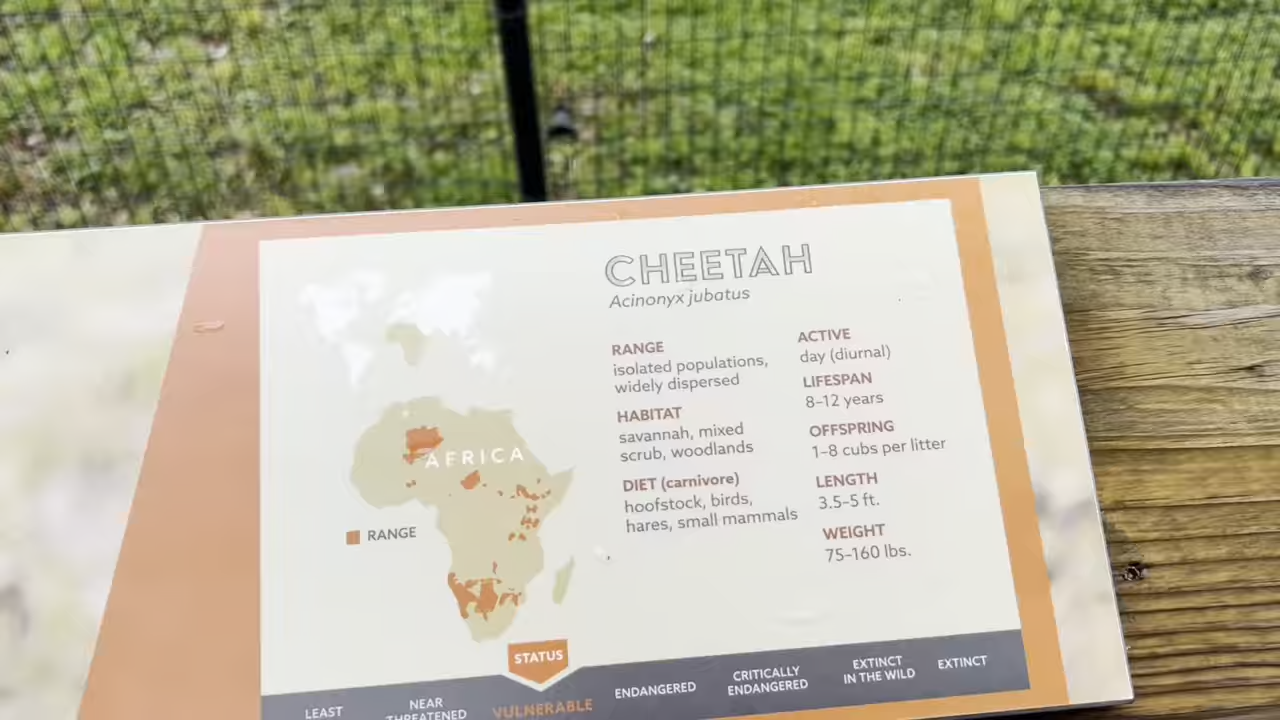 CHEETAH
Acinonyx jubatus
RANGE
isolated populations,
widely dispersed
HABITAT
savannah, mixed
scrub, woodlands
DIET (carnivore)
hoofstock, birds,
hares, small mammals
ACTIVE
day (diurnal)
LIFESPAN
8–12 years
OFFSPRING
1–8 cubs per litter
LENGTH
3.5–5 ft.
WEIGHT
75–160 lbs.
AFRICA
RANGE
STATUS
LEAST
NEAR
THREATENED
VULNERABLE
ENDANGERED
CRITICALLY
ENDANGERED
EXTINCT
IN THE WILD
EXTINCT